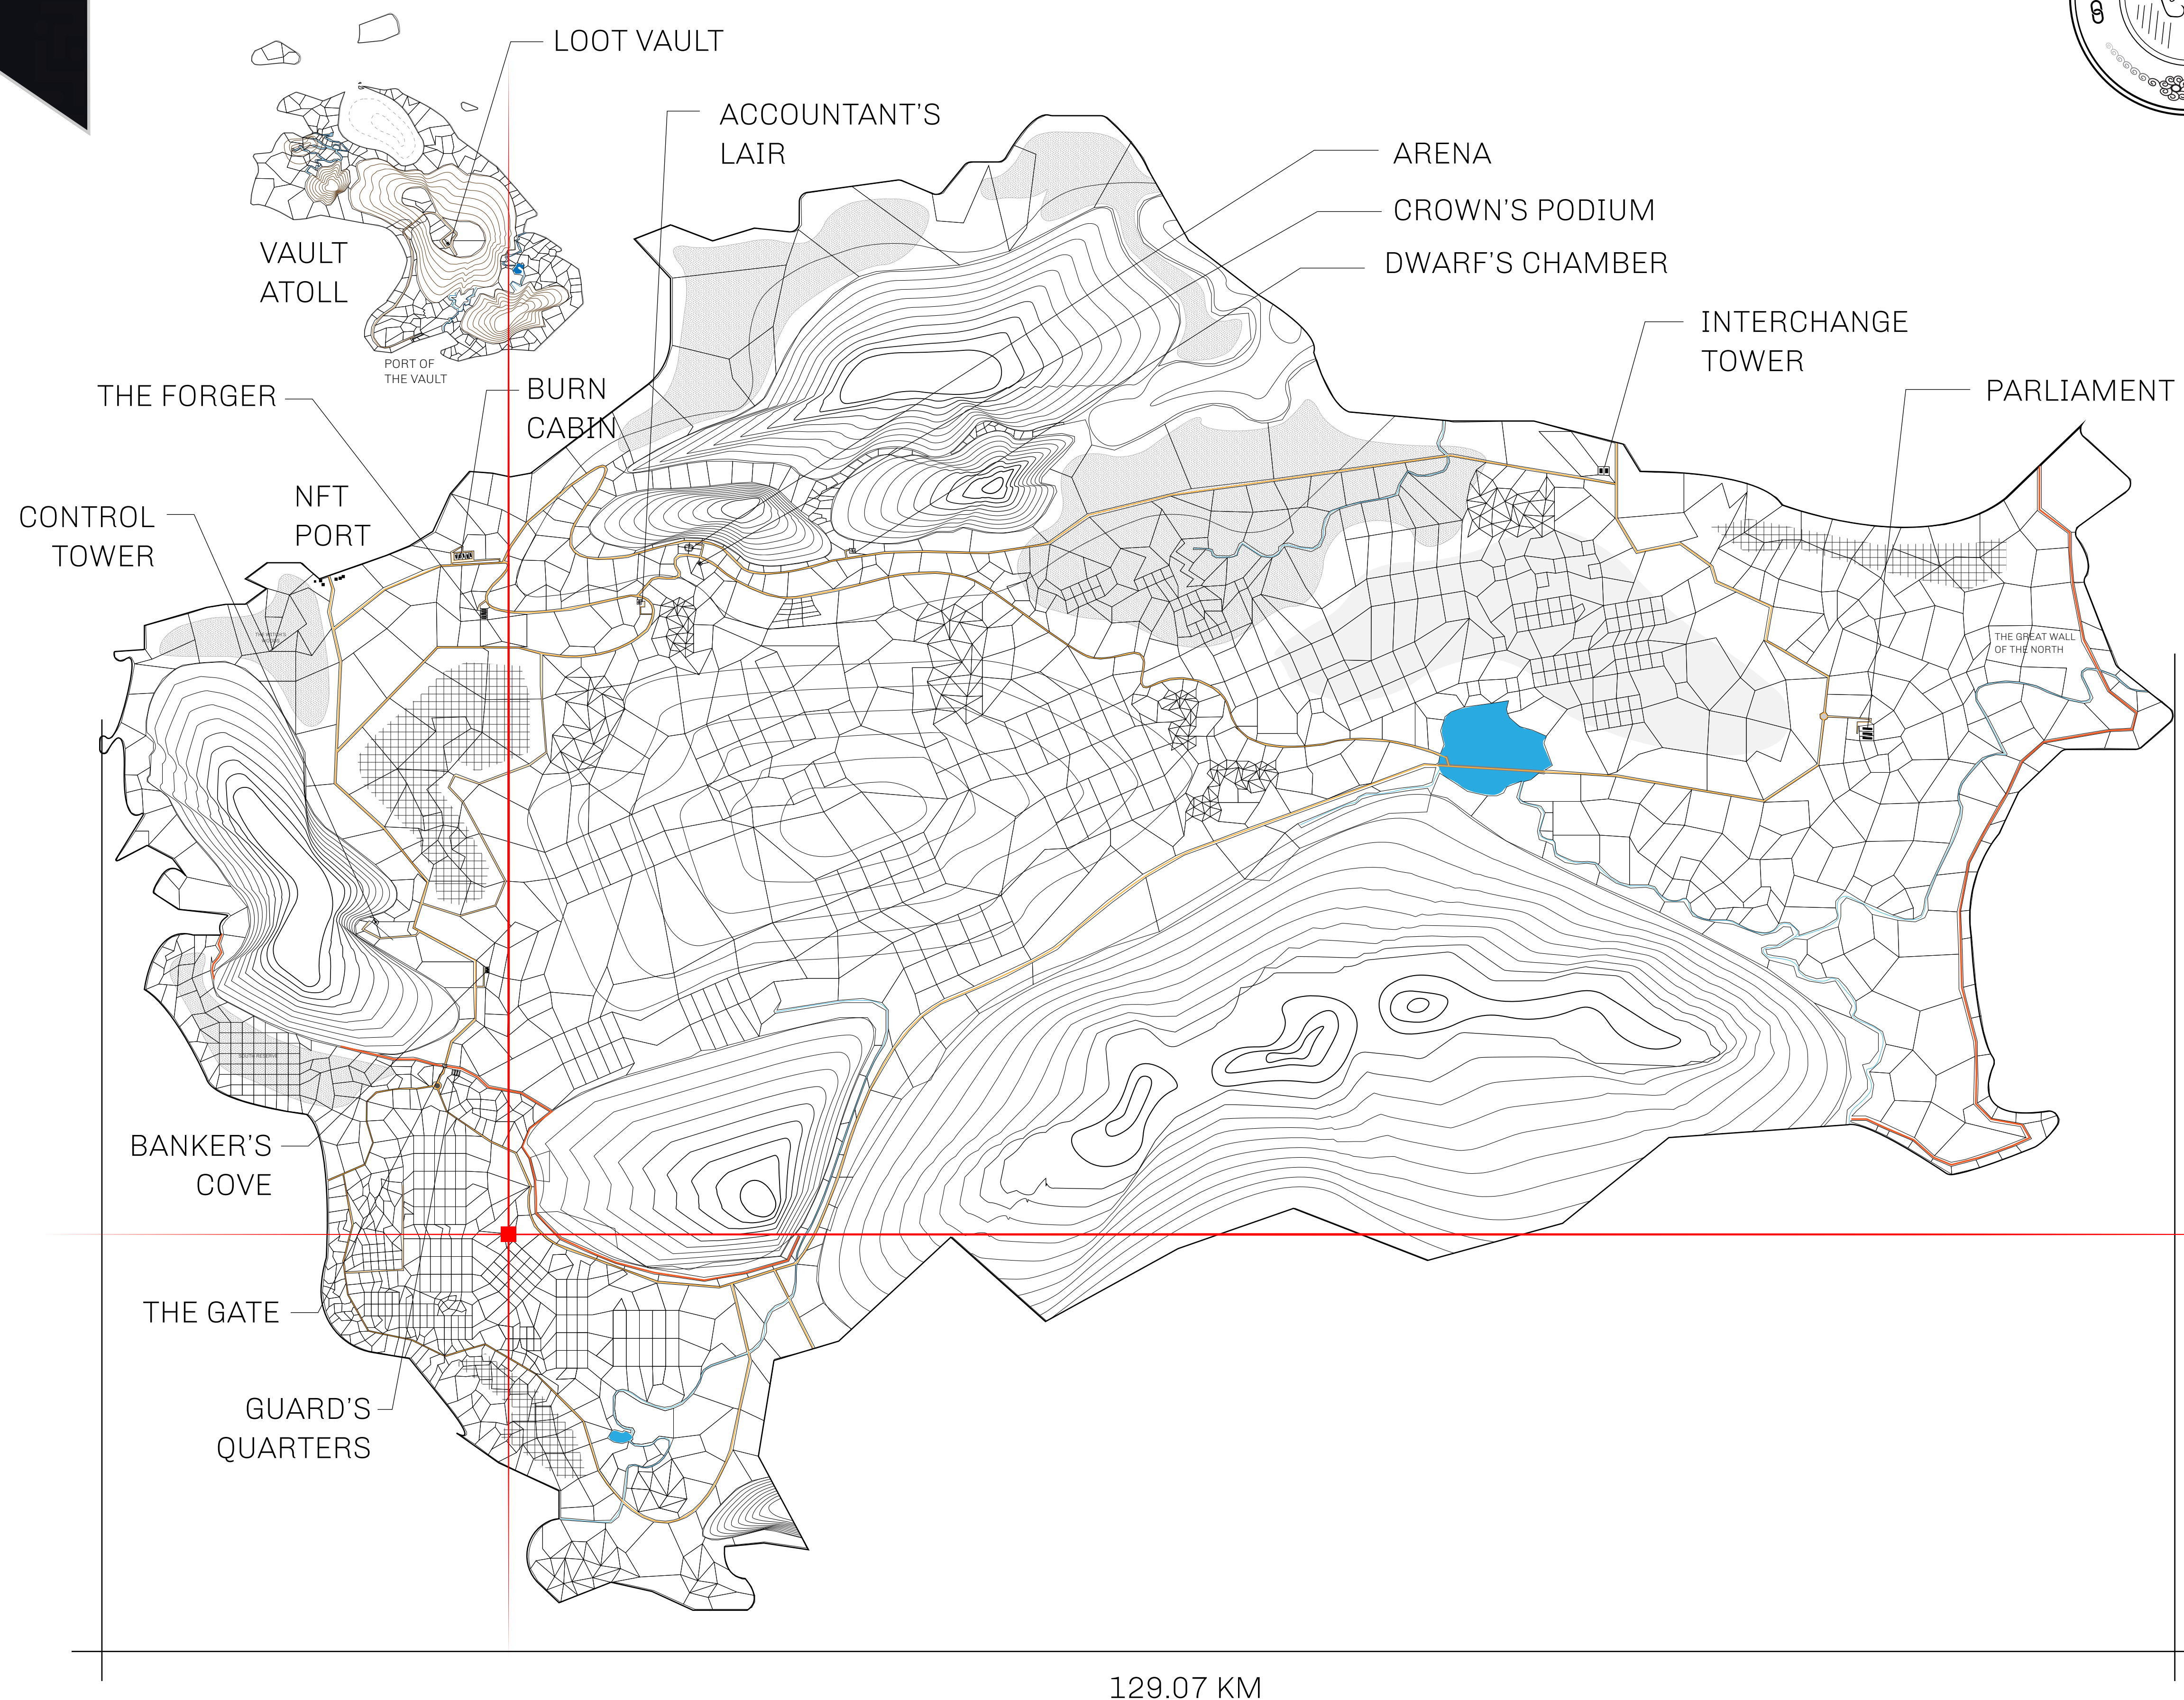 LOOT VAULT
ACCOUNTANT'S
LAIR
ARENA
CROWN'S PODIUM
DWARF'S CHAMBER
VAULT
ATOLL
INTERCHANGE
TOWER
PORT OF
THE VAULT
THE FORGER
BURN
CABIN
PARLIAMENT
NFT
PORT
CONTROL
TOWER
THE GREAT WALL
OF THE NORTH
SOUTH RESERVE
BANKER'S
COVE
THE GATE
GUARD'S
QUARTERS
129.07 KM